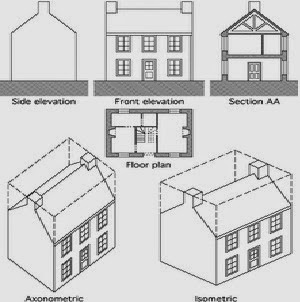 Side elevation
Front elevation
Section AA
Floor plan
Axonometric
Isometric